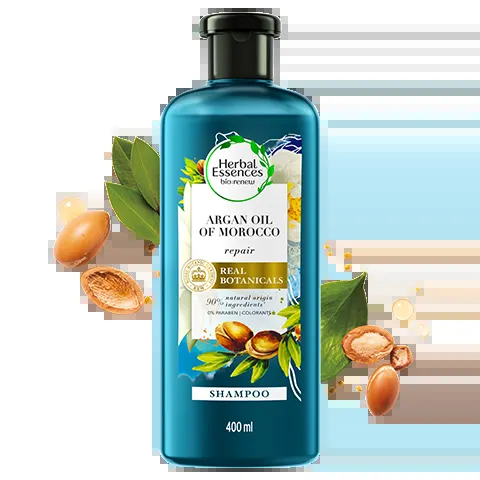 Herbal
Essences
bio:renew
ARGAN OIL
OF MOROCCO
repair
REAL
BOTANICALS
90% natural origin
ingredients*
0% PARABEN | COLORANTS
SHAMPOO
400 ml